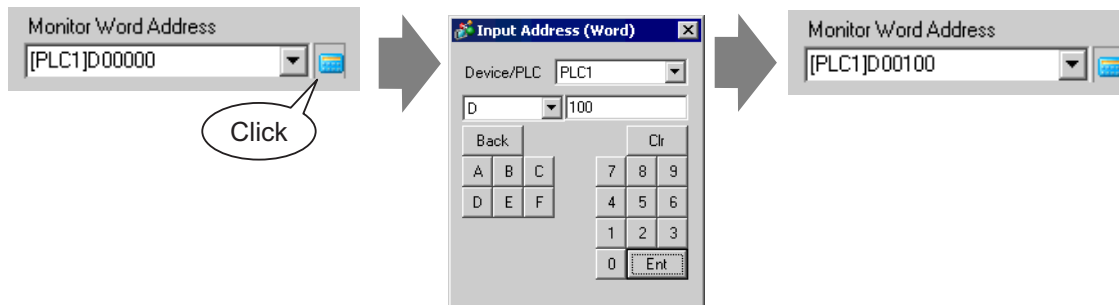 Monitor Word Address
[PLC1]D00000
Click
Input Address (Word)
Device/PLC PLC1
D 100
Back Clr
A B C 7 8 9
D E F 4 5 6
1 2 3
0 Ent
Monitor Word Address
[PLC1]D00100